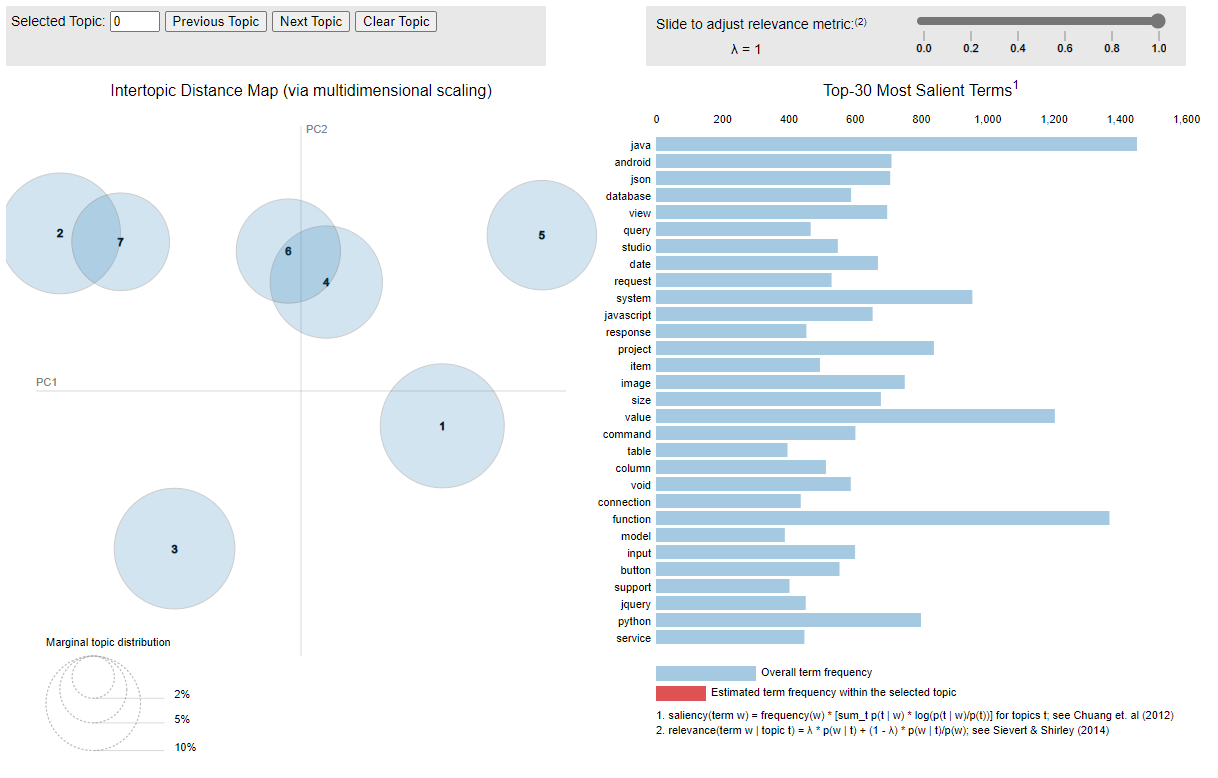 Selected Topic: 0 Previous Topic Next Topic Clear Topic
Slide to adjust relevance metric:(2)
λ = 1
0.0 0.2 0.4 0.6 0.8 1.0
Intertopic Distance Map (via multidimensional scaling)
PC2
PC1
2
7
6
4
5
1
3
Marginal topic distribution
2%
5%
10%
Top-30 Most Salient Terms1
0 200 400 600 800 1,000 1,200 1,400 1,600
java
android
json
database
view
query
studio
date
request
system
javascript
response
project
item
image
size
value
command
table
column
void
connection
function
model
input
button
support
jquery
python
service
Overall term frequency
Estimated term frequency within the selected topic
1. saliency(term w) = frequency(w) * [sum_t p(t | w) * log(p(t | w)/p(t))] for topics t; see Chuang et. al (2012)
2. relevance(term w | topic t) = λ * p(w | t) + (1 - λ) * p(w | t)/p(w); see Sievert & Shirley (2014)